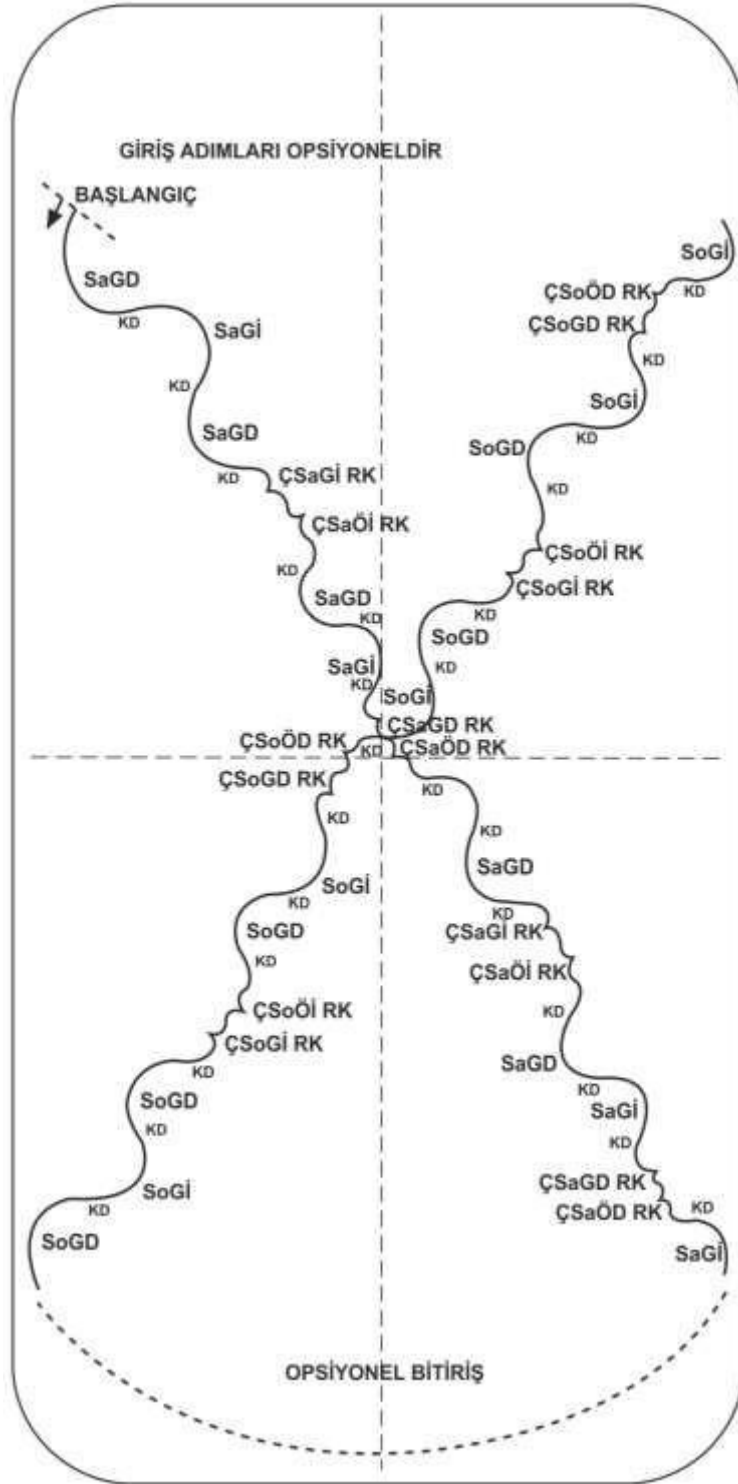 GİRİŞ ADIMLARI OPSİYONELDİR
BAŞLANGIÇ
SaGD
KD
SaGİ
KD
SaGD
KD
ÇSaGİ RK
ÇSaÖİ RK
KD
SaGD
KD
SaGİ
KD
ÇSaGD RK
ÇSaÖD RK
KD
KD
SaGD
KD
ÇSaGİ RK
ÇSaÖİ RK
KD
SaGD
KD
SaGİ
KD
ÇSaGD RK
ÇSaÖD RK
KD
SaGİ
SoGİ
KD
ÇSoÖD RK
ÇSoGD RK
KD
SoGİ
KD
SoGD
KD
ÇSoÖİ RK
ÇSoGİ RK
KD
SoGD
KD
SoGİ
KD
ÇSoÖD RK
ÇSoGD RK
KD
SoGİ
KD
SoGD
KD
ÇSoÖİ RK
ÇSoGİ RK
KD
SoGD
KD
SoGİ
KD
SoGD
OPSİYONEL BİTİRİŞ